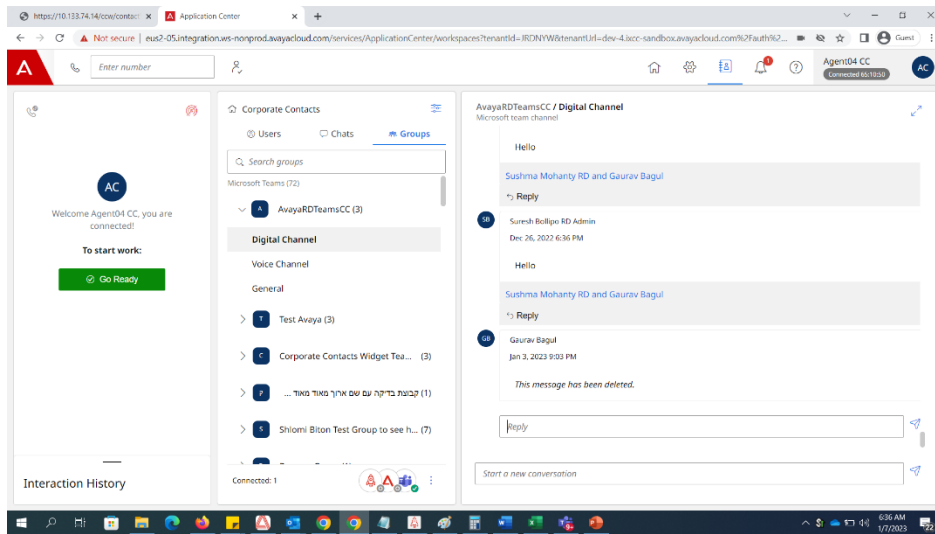 https://10.133.74.14/ccw/contact
Application Center
Not secure | eus2-05.integration.ws-nonprod.avayacloud.com/services/ApplicationCenter/workspaces?tenantId=JRDNYW&tenantUrl=dev-4.ixcc-sandbox.avayacloud.com%2Fauth%2...
Guest
Enter number
Agent04 CC
Connected 65:10:50
AC
AC
Welcome Agent04 CC, you are
connected!
To start work:
Go Ready
Interaction History
Corporate Contacts
Users
Chats
Groups
Search groups
Microsoft Teams (72)
A
AvayaRDTeamsCC (3)
Digital Channel
Voice Channel
General
T
Test Avaya (3)
C
Corporate Contacts Widget Tea... (3)
ק
קבוצת בדיקה עם שם ארוך מאוד מאוד ... (1)
S
Shlomi Biton Test Group to see h... (7)
Connected: 1
AvayaRDTeamsCC / Digital Channel
Microsoft team channel
Hello
Sushma Mohanty RD and Gaurav Bagul
Reply
SB
Suresh Bollipo RD Admin
Dec 26, 2022 6:36 PM
Hello
Sushma Mohanty RD and Gaurav Bagul
Reply
GB
Gaurav Bagul
Jan 3, 2023 9:03 PM
This message has been deleted.
Reply
Start a new conversation
6:36 AM
1/7/2023
22